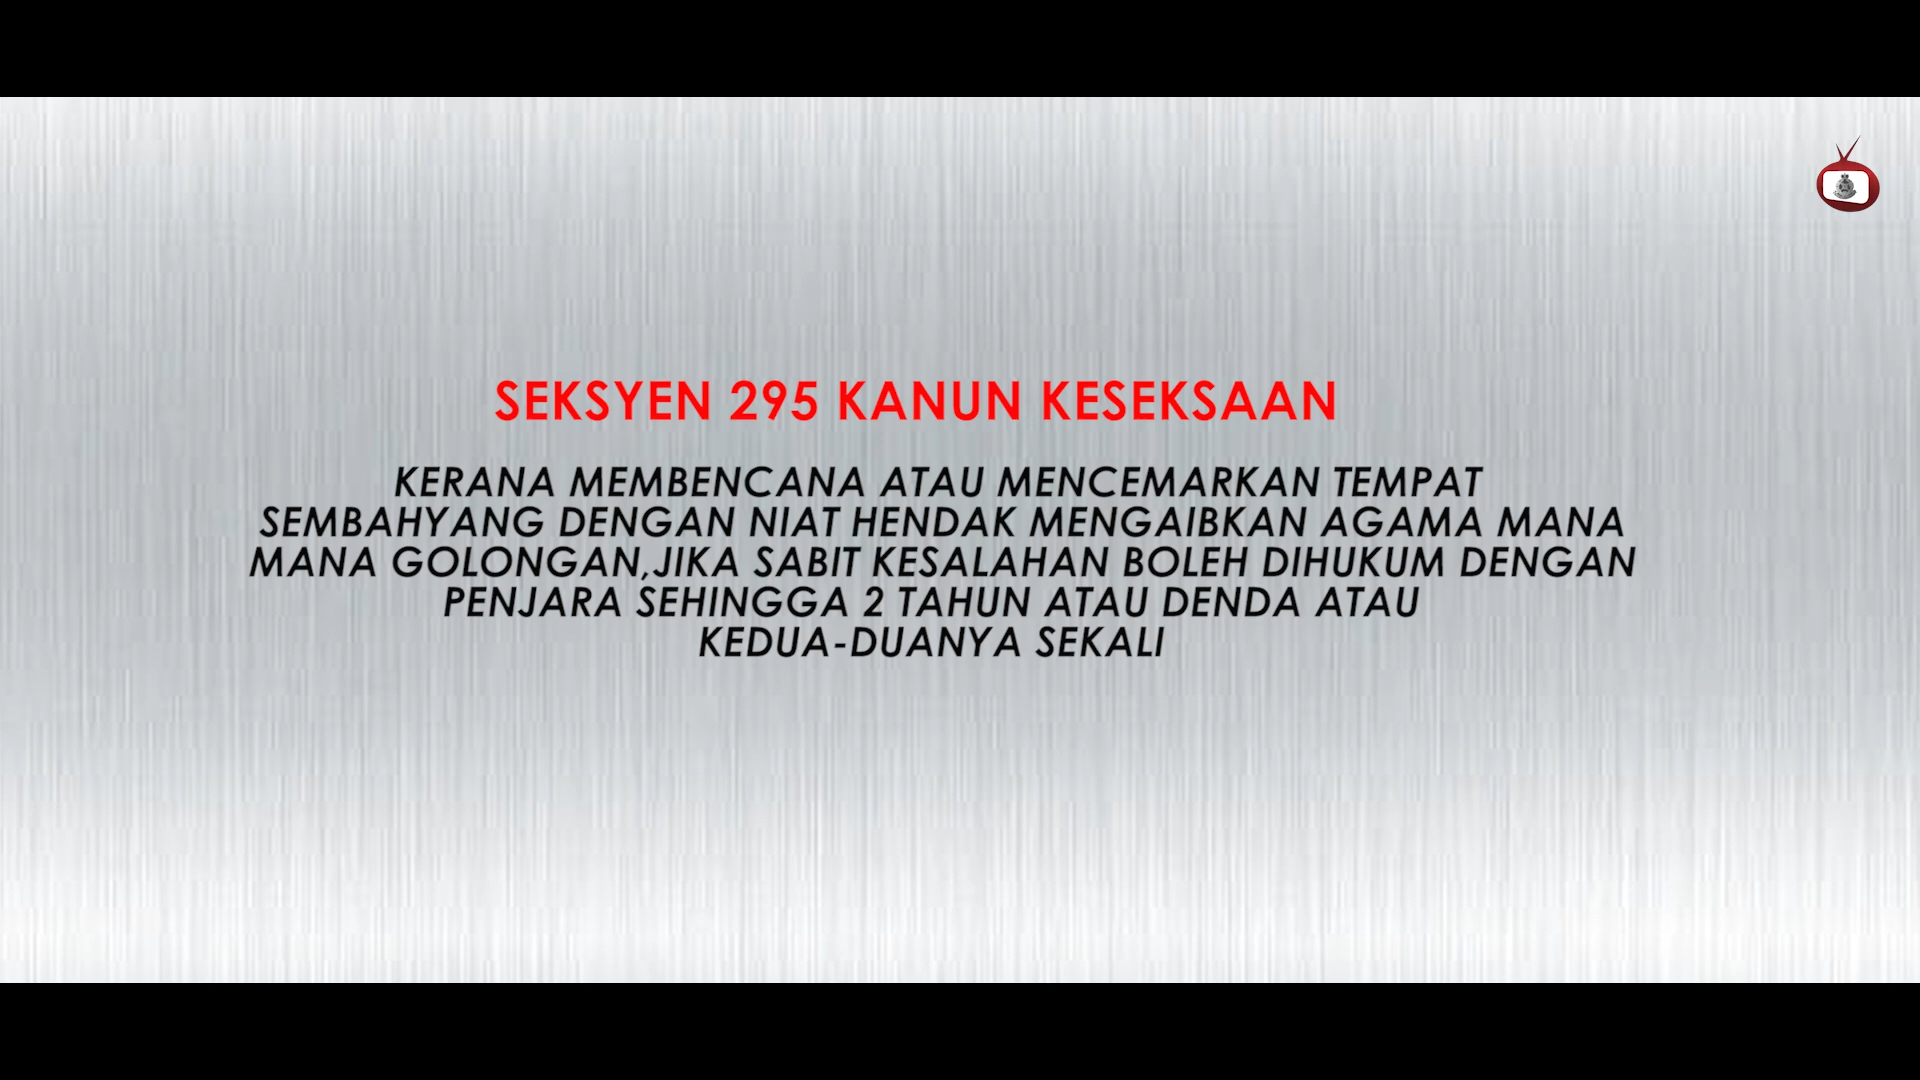 SEKSYEN 295 KANUN KESEKSAAN
KERANA MEMBENCANA ATAU MENCEMARKAN TEMPAT
SEMBAHYANG DENGAN NIAT HENDAK MENGAIBKAN AGAMA MANA
MANA GOLONGAN,JIKA SABIT KESALAHAN BOLEH DIHUKUM DENGAN
PENJARA SEHINGGA 2 TAHUN ATAU DENDA ATAU
KEDUA-DUANYA SEKALI